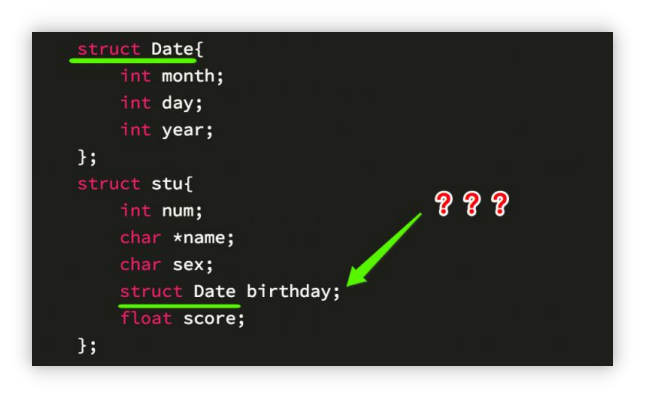 struct Date{
int month;
int day;
int year;
};
struct stu{
int num;
???
char *name;
char sex;
struct Date birthday;
float score;
};